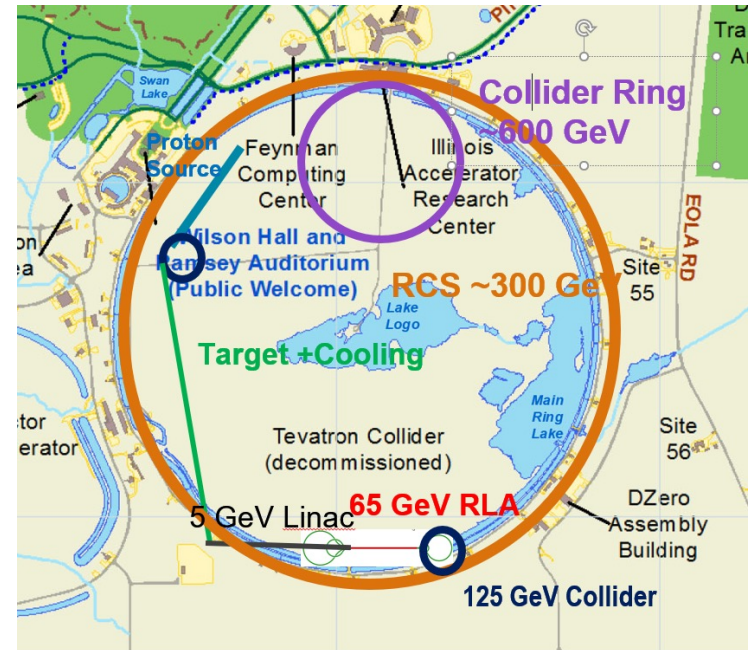 Swan
Lake
Proton
Source
Feynman
Computing
Center
Collider Ring
~600 GeV
Illinois
Accelerator
Research
Center
Wilson Hall and
Ramsey Auditorium
(Public Welcome)
RCS ~300 GeV
EOLA RD
Site
55
Lake
Logo
Target +Cooling
Main
Ring
Lake
Tevatron Collider
(decommissioned)
Site
56
5 GeV Linac
65 GeV RLA
DZero
Assembly
Building
125 GeV Collider